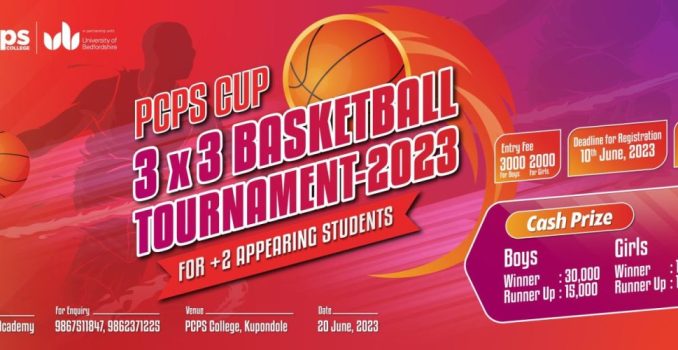 COLLEGE
in partnership with
University of
Bedfordshire
PCPS CUP
3 x 3 BASKETBALL
TOURNAMENT-2023
FOR +2 APPEARING STUDENTS
Entry Fee
3000 2000
For Boys For Girls
Deadline for Registration
10th June, 2023
Cash Prize
Boys
Winner : 30,000
Runner Up : 15,000
Girls
Winner :
Runner Up :
For Enquiry
9867511847, 9862371225
Venue
PCPS College, Kupondole
Date
20 June, 2023